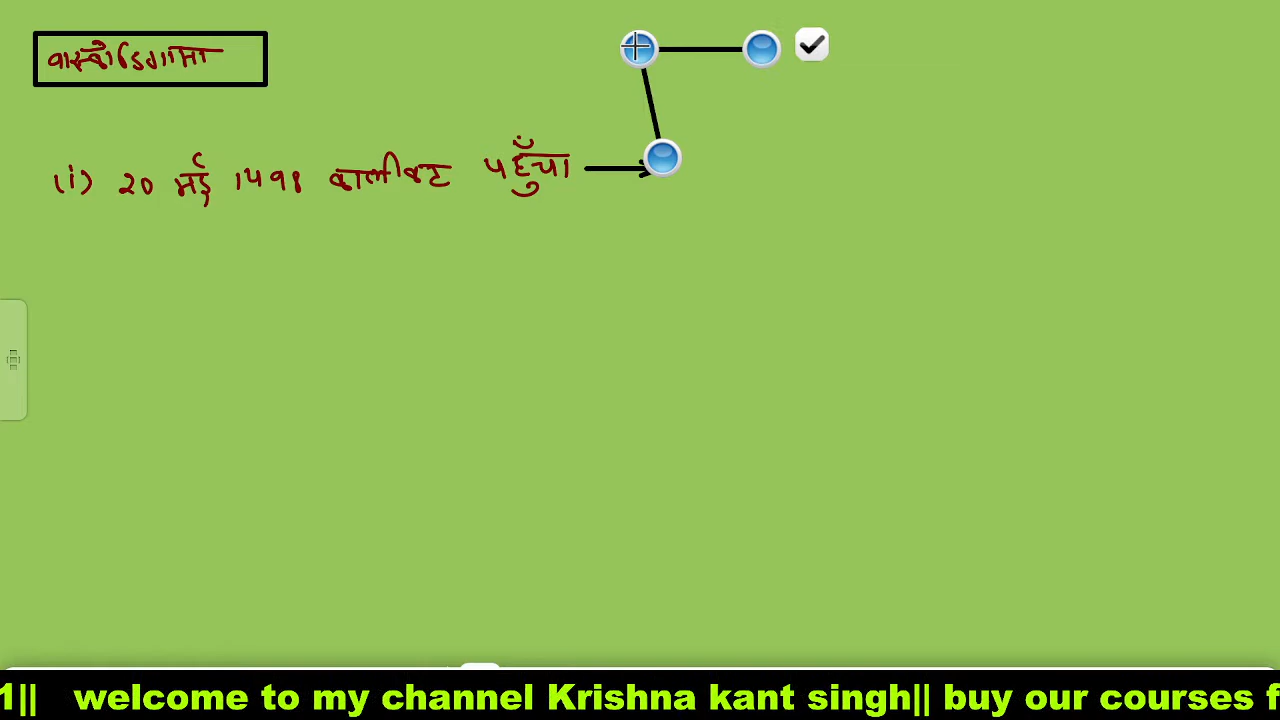 वास्कोडिगामा
(i) 20 मई 1498 कालीकट पहुँचा
1|| welcome to my channel Krishna kant singh|| buy our courses f